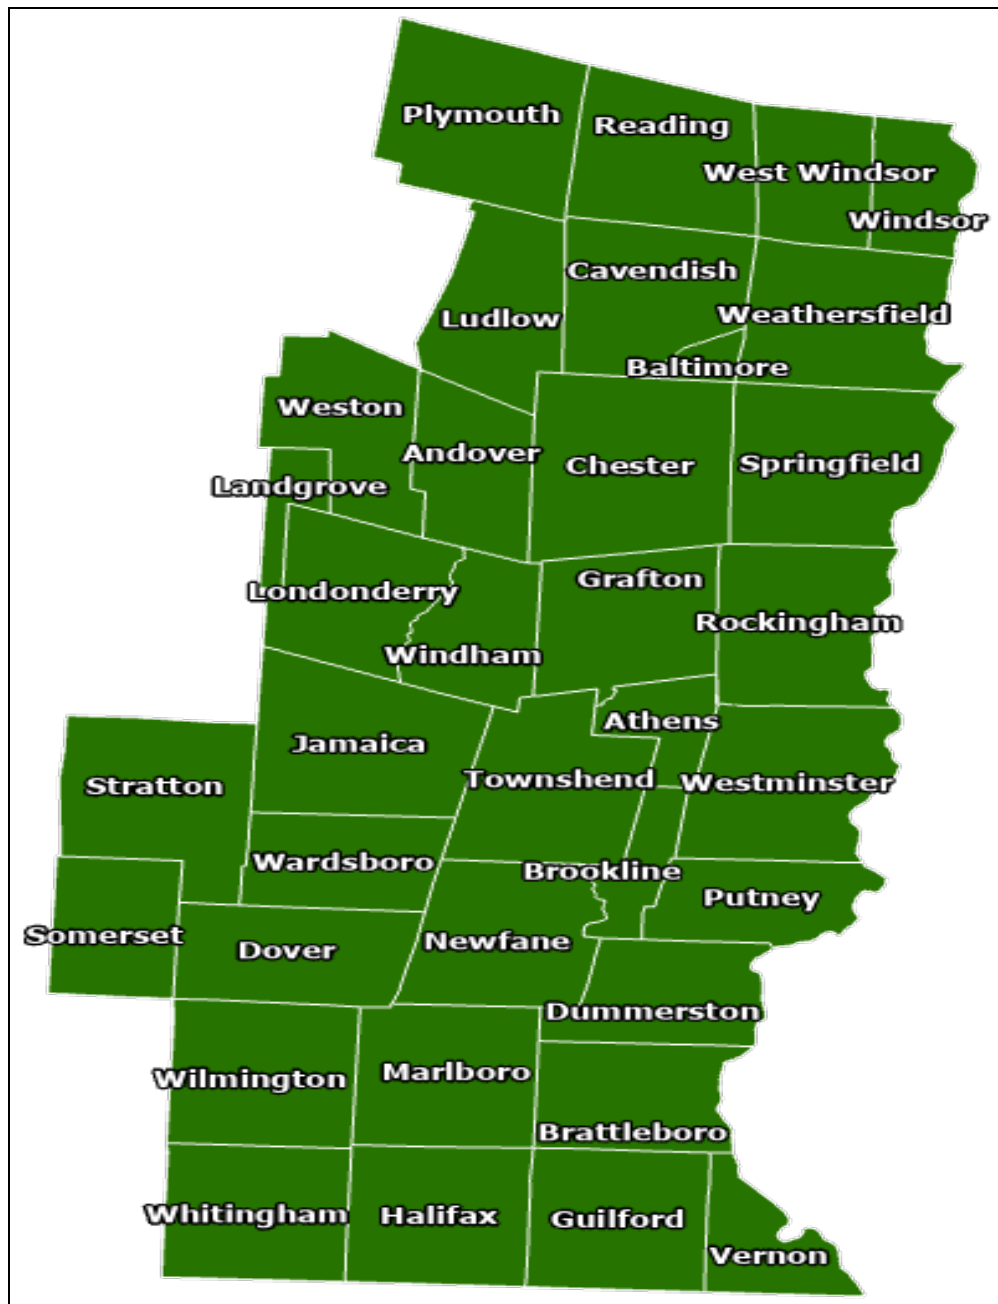 Plymouth
Reading
West Windsor
Windsor
Cavendish
Ludlow
Weathersfield
Baltimore
Weston
Andover
Chester
Springfield
Landgrove
Londonderry
Grafton
Rockingham
Windham
Athens
Jamaica
Townshend
Westminster
Stratton
Wardsboro
Brookline
Putney
Somerset
Dover
Newfane
Dummerston
Wilmington
Marlboro
Brattleboro
Whitingham
Halifax
Guilford
Vernon